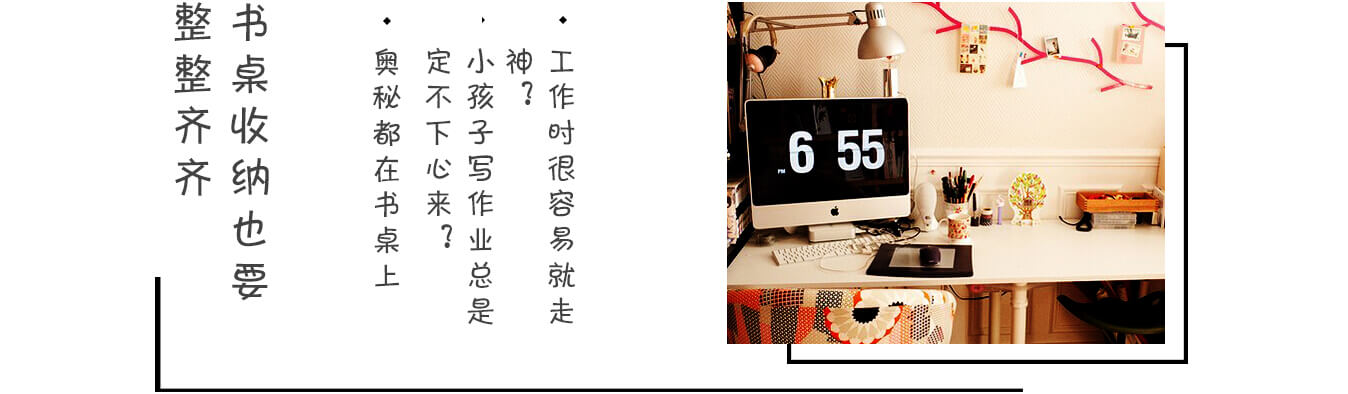 工作时很容易就走
神？
小孩子写作业总是
定不下心来？
奥秘都在书桌上
书桌收纳也要
整整齐齐
PM 6 55